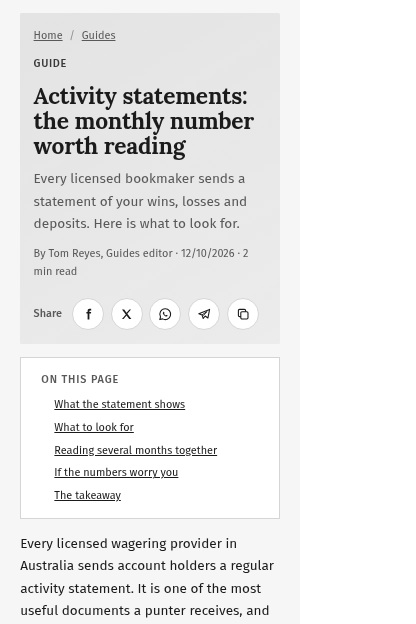 Home / Guides
GUIDE
Activity statements:
the monthly number
worth reading
Every licensed bookmaker sends a
statement of your wins, losses and
deposits. Here is what to look for.
By Tom Reyes, Guides editor · 12/10/2026 · 2
min read
Share
ON THIS PAGE
What the statement shows
What to look for
Reading several months together
If the numbers worry you
The takeaway
Every licensed wagering provider in
Australia sends account holders a regular
activity statement. It is one of the most
useful documents a punter receives, and